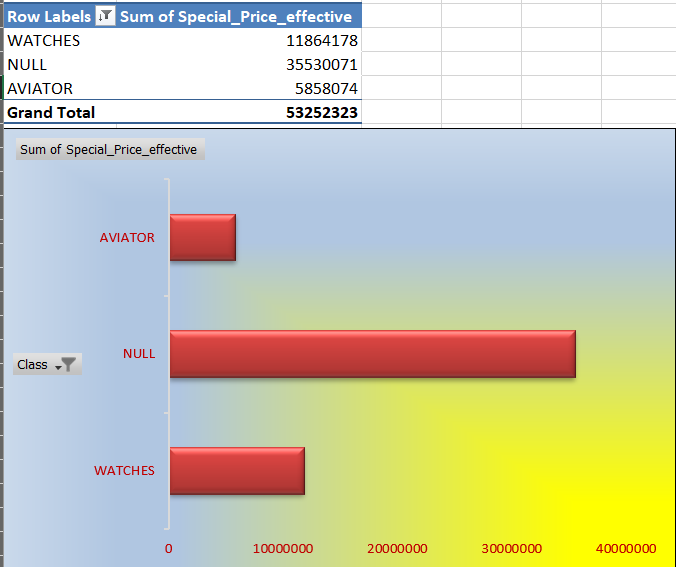 Row Labels Sum of Special_Price_effective
WATCHES 11864178
NULL 35530071
AVIATOR 5858074
Grand Total 53252323
Sum of Special_Price_effective
AVIATOR
NULL
Class
WATCHES
0 10000000 20000000 30000000 40000000